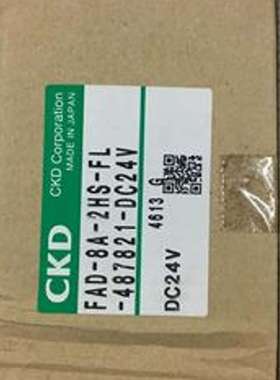 CKD
CKD Corporation
MADE IN JAPAN
FAD-8A-2HS-FL
-487821-DC24V
4613 G
DC24V